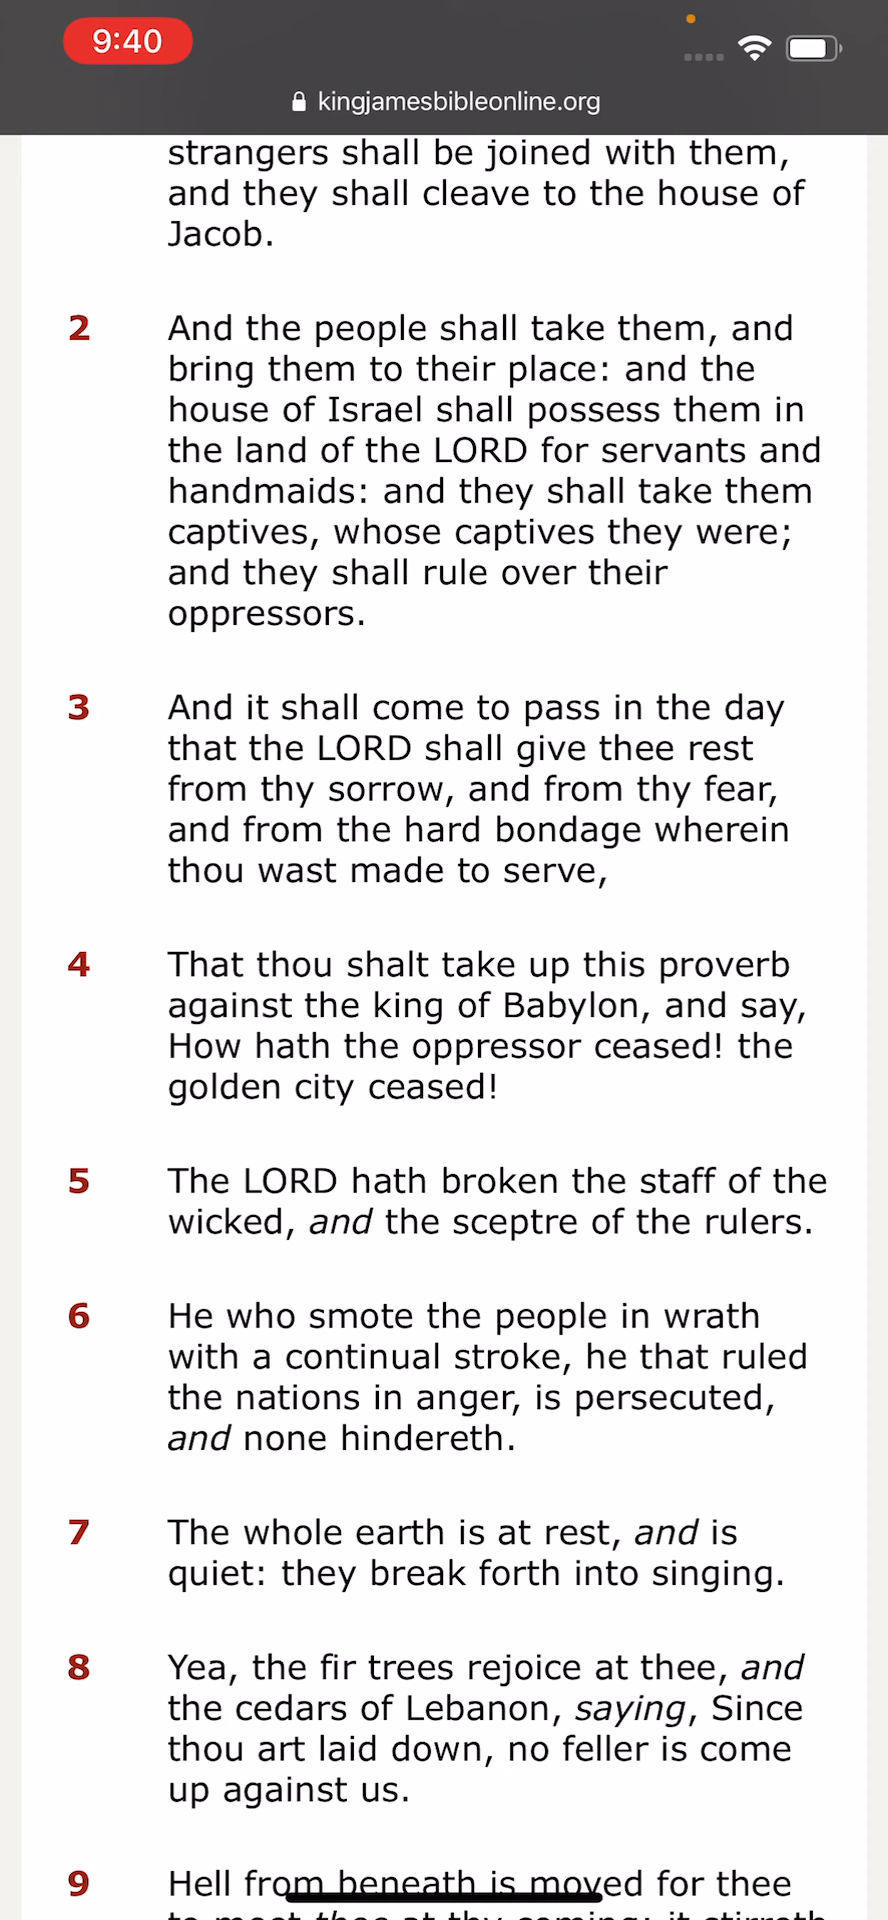 9:40
kingjamesbibleonline.org
strangers shall be joined with them,
and they shall cleave to the house of
Jacob.
2 And the people shall take them, and
bring them to their place: and the
house of Israel shall possess them in
the land of the LORD for servants and
handmaids: and they shall take them
captives, whose captives they were;
and they shall rule over their
oppressors.
3 And it shall come to pass in the day
that the LORD shall give thee rest
from thy sorrow, and from thy fear,
and from the hard bondage wherein
thou wast made to serve,
4 That thou shalt take up this proverb
against the king of Babylon, and say,
How hath the oppressor ceased! the
golden city ceased!
5 The LORD hath broken the staff of the
wicked, and the sceptre of the rulers.
6 He who smote the people in wrath
with a continual stroke, he that ruled
the nations in anger, is persecuted,
and none hindereth.
7 The whole earth is at rest, and is
quiet: they break forth into singing.
8 Yea, the fir trees rejoice at thee, and
the cedars of Lebanon, saying, Since
thou art laid down, no feller is come
up against us.
9 Hell from beneath is moved for thee
to meet thee at thy coming: it stirreth